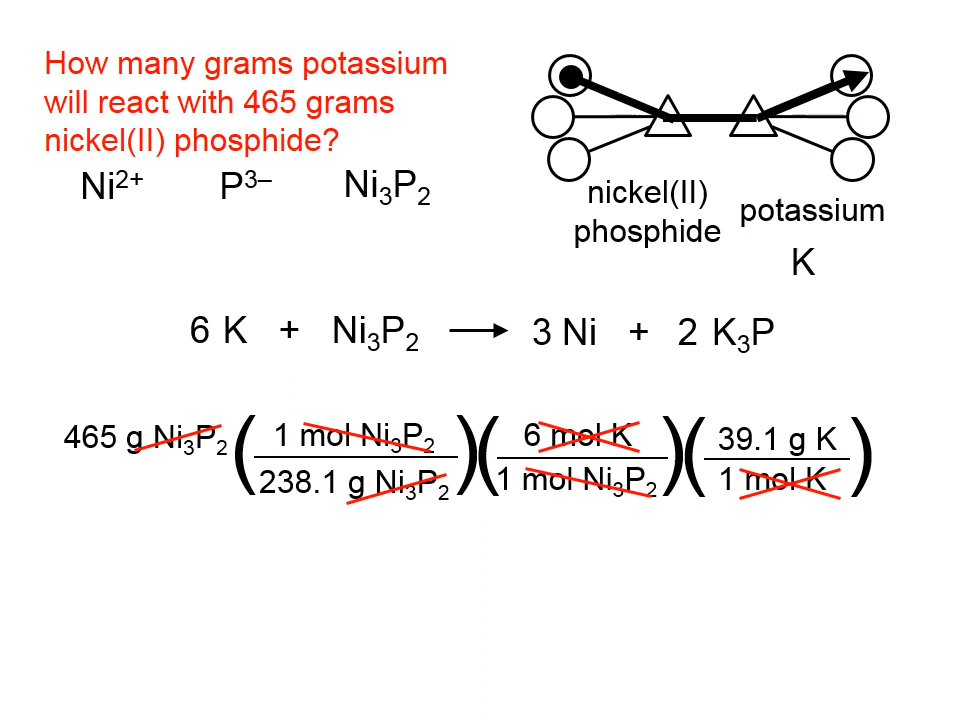 How many grams potassium
will react with 465 grams
nickel(II) phosphide?
Ni²⁺ P³⁻ Ni₃P₂
nickel(II)
phosphide
potassium
K
6 K + Ni₃P₂ ⟶ 3 Ni + 2 K₃P
465 g Ni₃P₂ (1 mol Ni₃P₂ / 238.1 g Ni₃P₂) (6 mol K / 1 mol Ni₃P₂) (39.1 g K / 1 mol K)